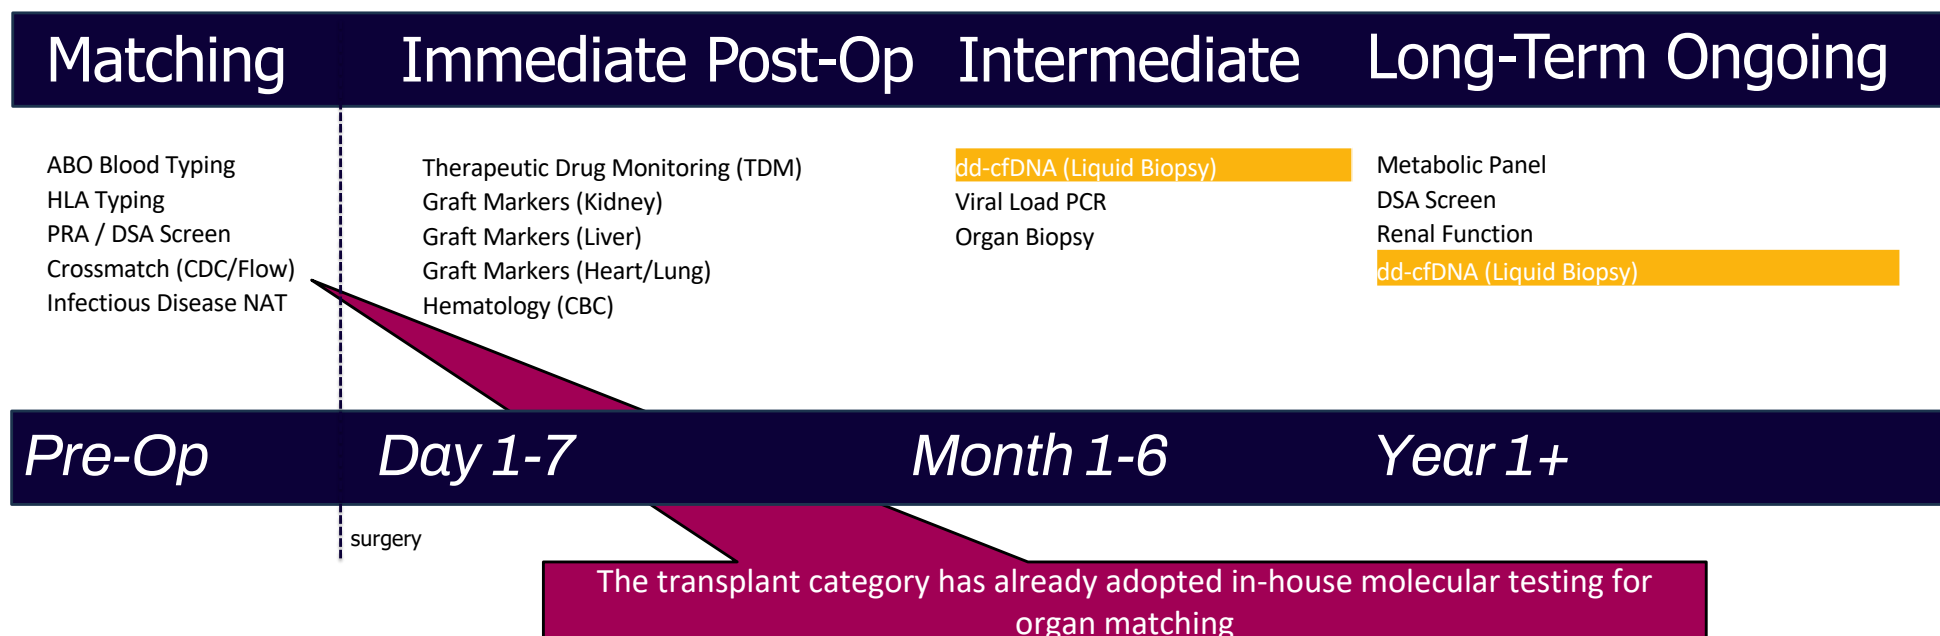 Matching
Immediate Post-Op
Intermediate
Long-Term Ongoing
ABO Blood Typing
HLA Typing
PRA / DSA Screen
Crossmatch (CDC/Flow)
Infectious Disease NAT
Therapeutic Drug Monitoring (TDM)
Graft Markers (Kidney)
Graft Markers (Liver)
Graft Markers (Heart/Lung)
Hematology (CBC)
dd-cfDNA (Liquid Biopsy)
Viral Load PCR
Organ Biopsy
Metabolic Panel
DSA Screen
Renal Function
dd-cfDNA (Liquid Biopsy)
Pre-Op
Day 1-7
Month 1-6
Year 1+
surgery
The transplant category has already adopted in-house molecular testing for
organ matching